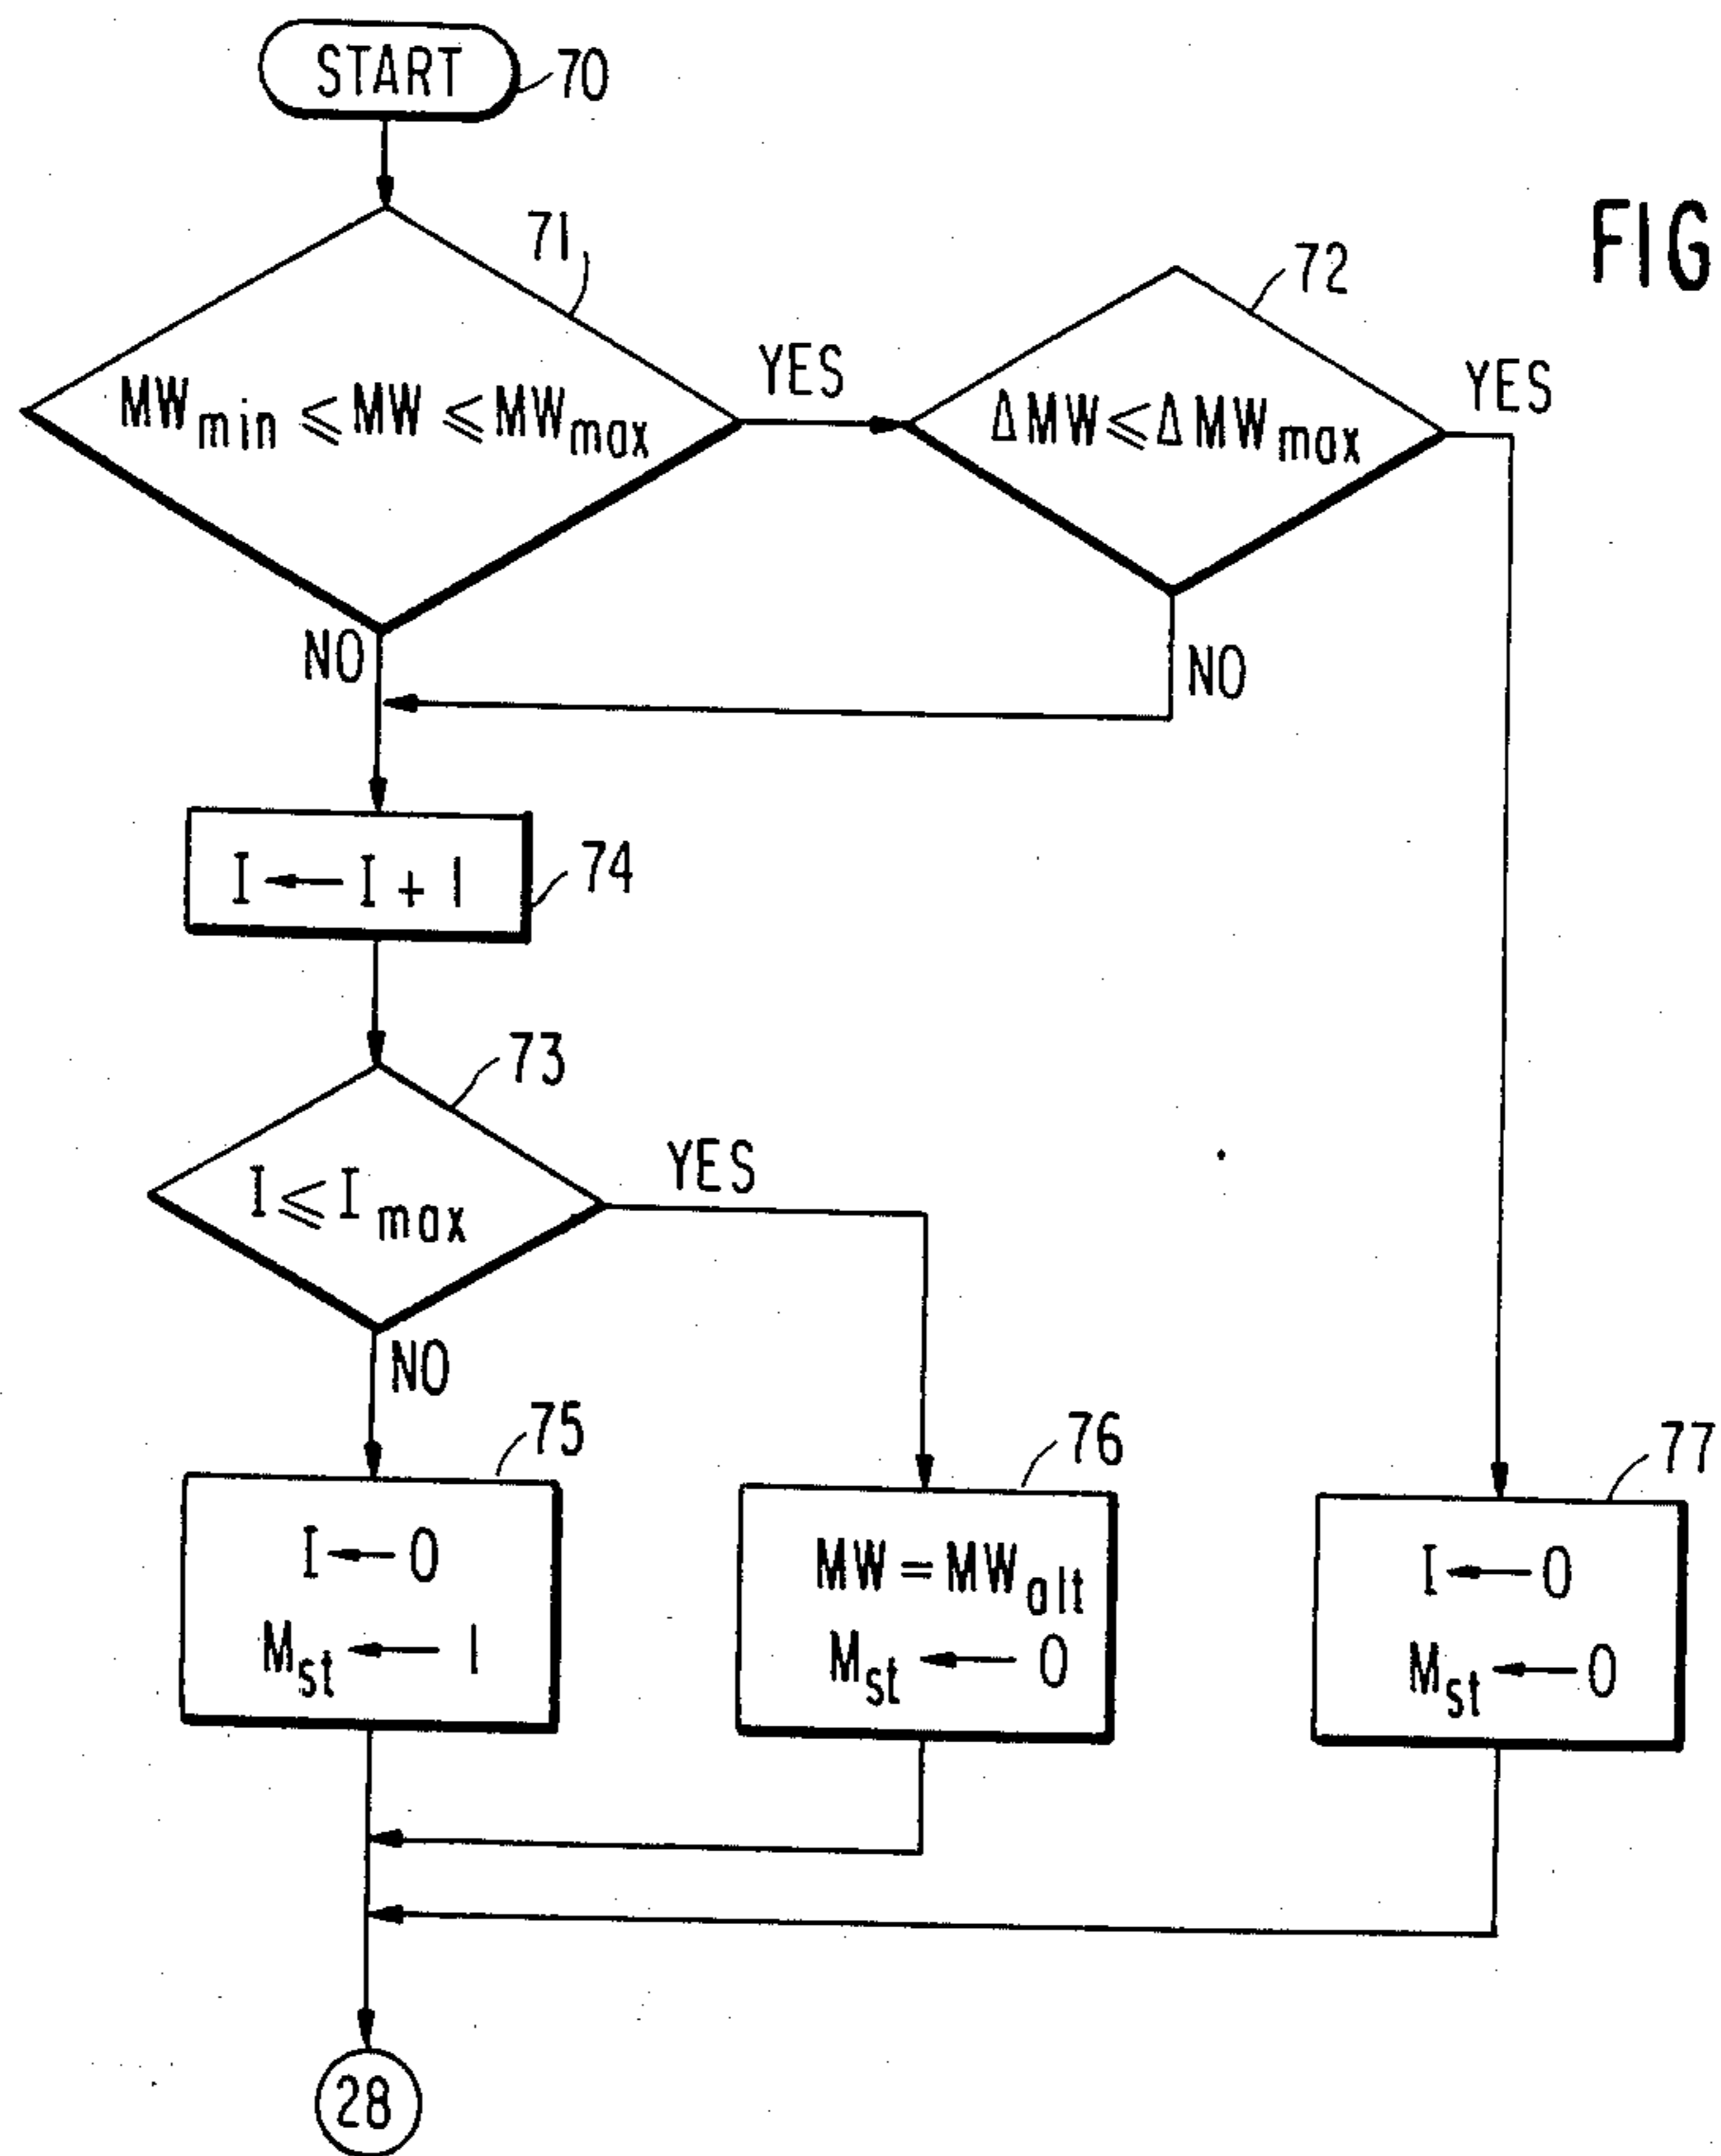 START
70
71
FIG
72
YES
YES
MWmin ≤ MW ≤ MWmax
ΔMW ≤ ΔMWmax
NO
NO
I ← I + 1
74
73
YES
I ≤ Imax
NO
75
76
77
I ← 0
Mst ← 1
MW = MWalt
Mst ← 0
I ← 0
Mst ← 0
28